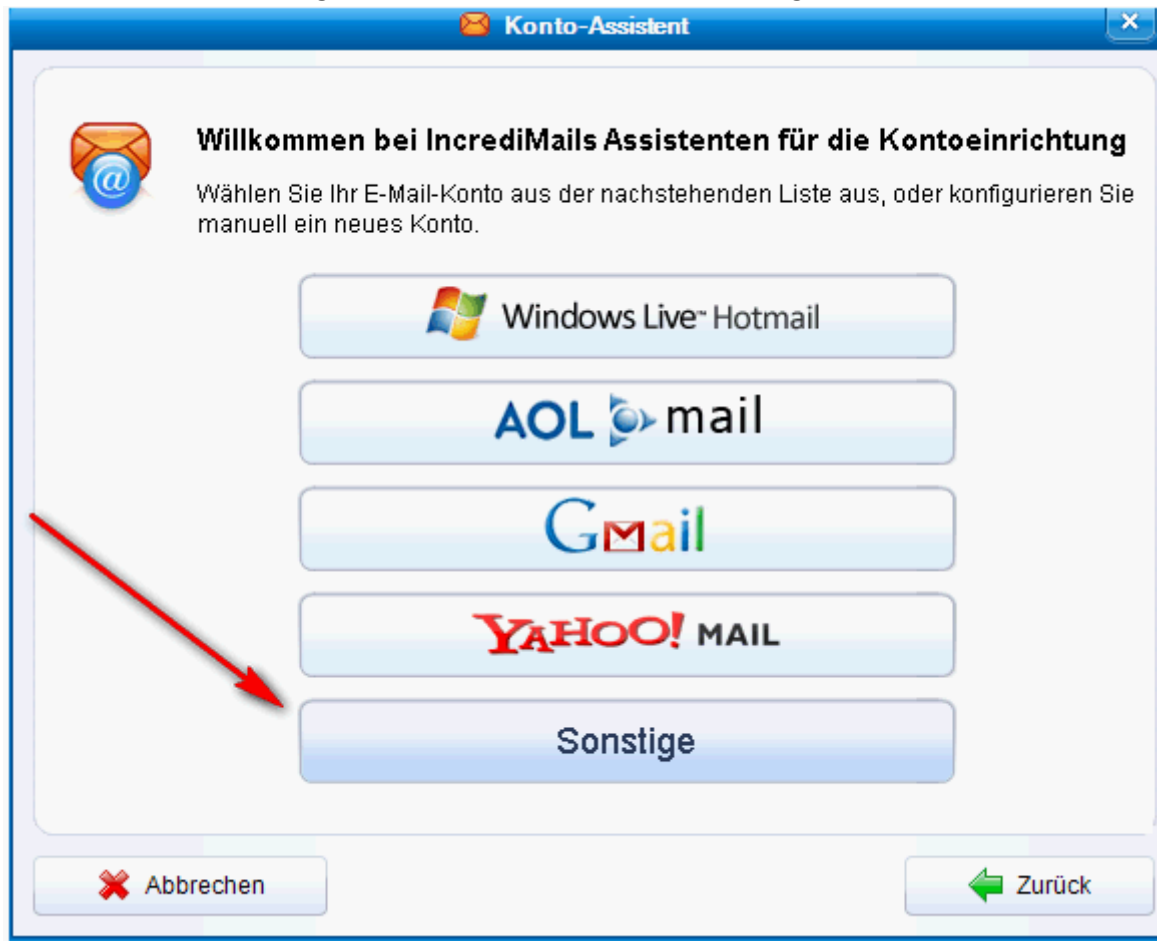 Konto-Assistent
Willkommen bei IncrediMails Assistenten für die Kontoeinrichtung
Wählen Sie Ihr E-Mail-Konto aus der nachstehenden Liste aus, oder konfigurieren Sie
manuell ein neues Konto.
Windows Live™ Hotmail
AOL mail
Gmail
YAHOO! MAIL
Sonstige
Abbrechen
Zurück